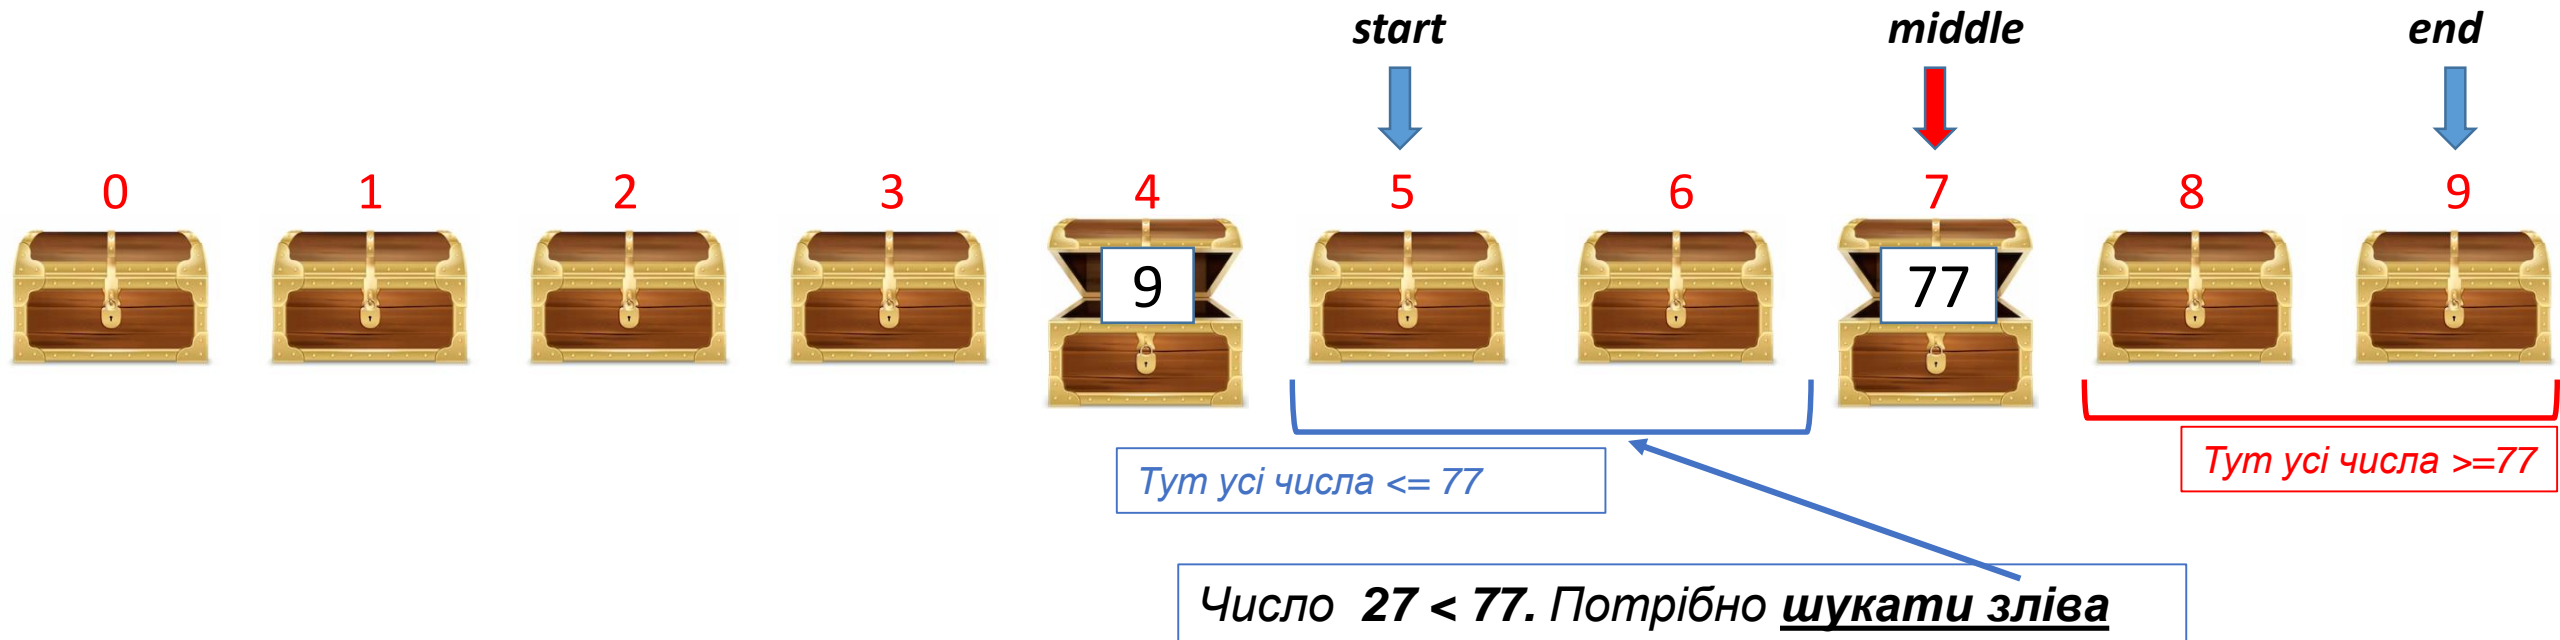 start middle end
0 1 2 3 4 5 6 7 8 9
9 77
Тут усі числа <= 77
Тут усі числа >=77
Число 27 < 77. Потрібно шукати зліва